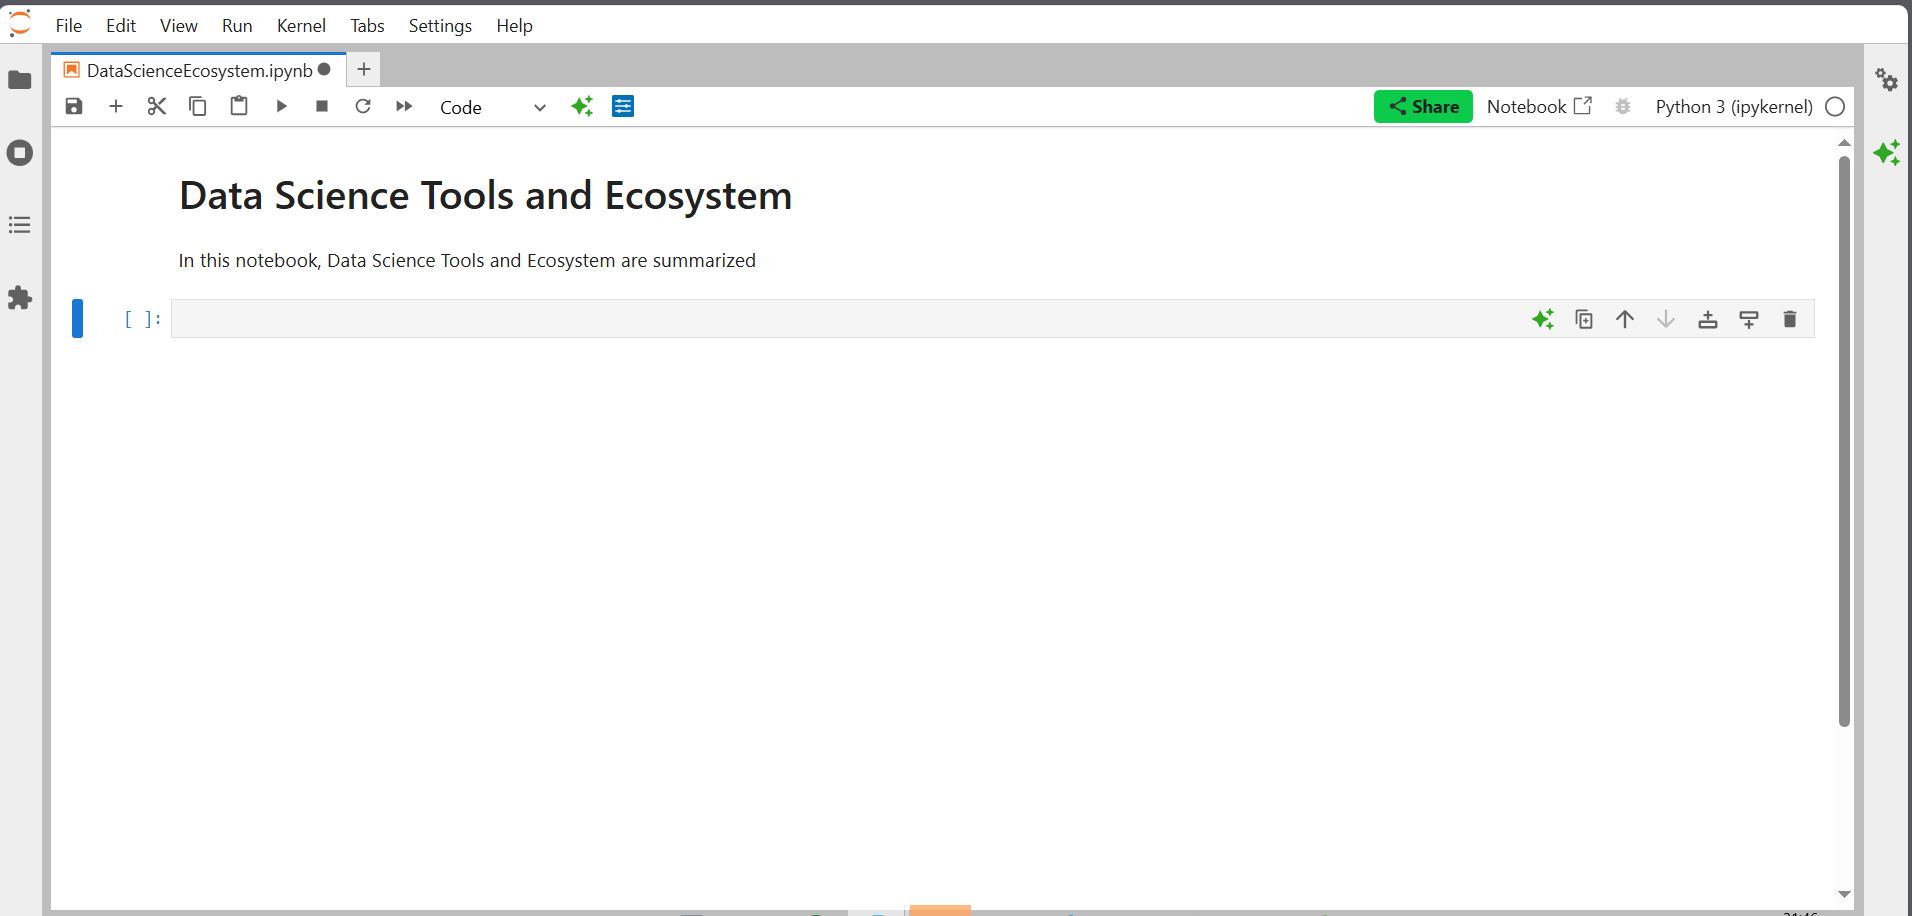 File Edit View Run Kernel Tabs Settings Help
DataScienceEcosystem.ipynb
Code Share Notebook Python 3 (ipykernel)
Data Science Tools and Ecosystem
In this notebook, Data Science Tools and Ecosystem are summarized
[ ]: